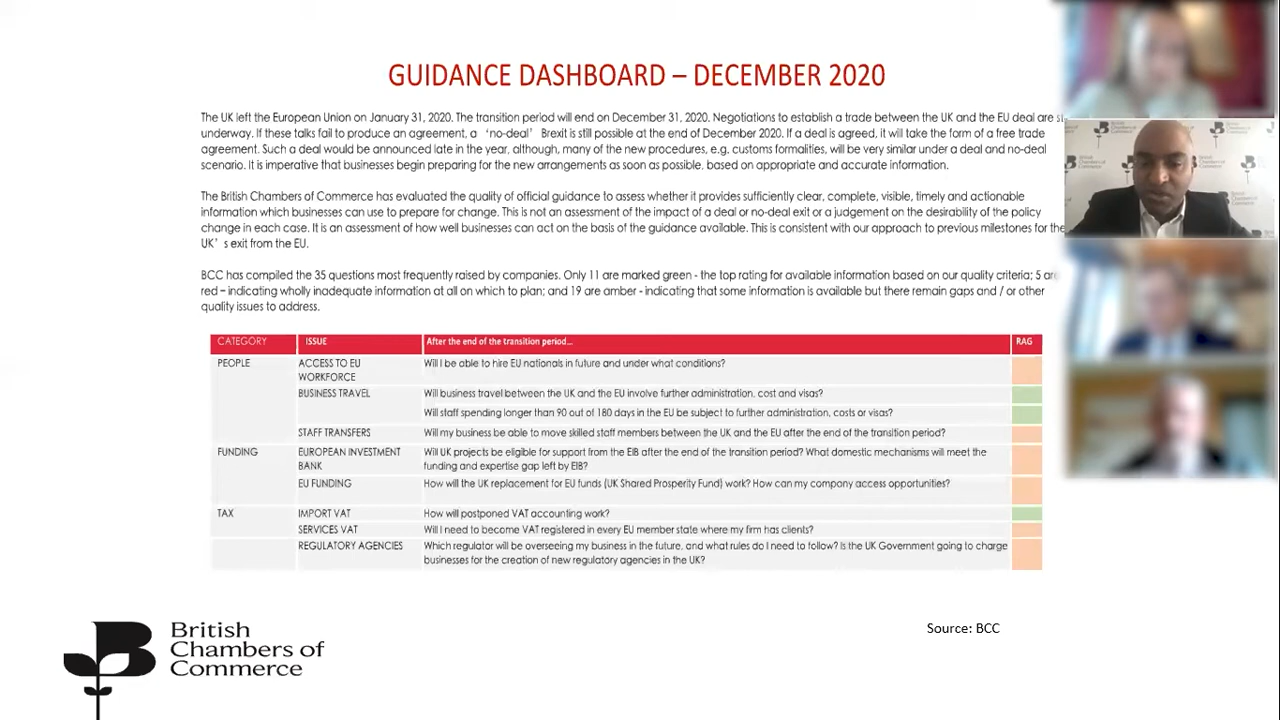 GUIDANCE DASHBOARD – DECEMBER 2020
The UK left the European Union on January 31, 2020. The transition period will end on December 31, 2020. Negotiations to establish a trade between the UK and the EU deal are
underway. If these talks fail to produce an agreement, a 'no-deal' Brexit is still possible at the end of December 2020. If a deal is agreed, it will take the form of a free trade
agreement. Such a deal would be announced late in the year, although, many of the new procedures, e.g. customs formalities, will be very similar under a deal and no-deal
scenario. It is imperative that businesses begin preparing for the new arrangements as soon as possible, based on appropriate and accurate information.
The British Chambers of Commerce has evaluated the quality of official guidance to assess whether it provides sufficiently clear, complete, visible, timely and actionable
information which businesses can use to prepare for change. This is not an assessment of the impact of a deal or no-deal exit or a judgement on the desirability of the policy
change in each case. It is an assessment of how well businesses can act on the basis of the guidance available. This is consistent with our approach to previous milestones for the
UK's exit from the EU.
BCC has compiled the 35 questions most frequently raised by companies. Only 11 are marked green - the top rating for available information based on our quality criteria; 5 are
red – indicating wholly inadequate information at all on which to plan; and 19 are amber - indicating that some information is available but there remain gaps and / or other
quality issues to address.
CATEGORY ISSUE After the end of the transition period... RAG
PEOPLE ACCESS TO EU WORKFORCE Will I be able to hire EU nationals in future and under what conditions?
BUSINESS TRAVEL Will business travel between the UK and the EU involve further administration, cost and visas?
Will staff spending longer than 90 out of 180 days in the EU be subject to further administration, costs or visas?
STAFF TRANSFERS Will my business be able to move skilled staff members between the UK and the EU after the end of the transition period?
FUNDING EUROPEAN INVESTMENT BANK Will UK projects be eligible for support from the EIB after the end of the transition period? What domestic mechanisms will meet the
funding and expertise gap left by EIB?
EU FUNDING How will the UK replacement for EU funds (UK Shared Prosperity Fund) work? How can my company access opportunities?
TAX IMPORT VAT How will postponed VAT accounting work?
SERVICES VAT Will I need to become VAT registered in every EU member state where my firm has clients?
REGULATORY AGENCIES Which regulator will be overseeing my business in the future, and what rules do I need to follow? Is the UK Government going to charge
businesses for the creation of new regulatory agencies in the UK?
Source: BCC
British
Chambers of
Commerce
British
Chambers of
Commerce